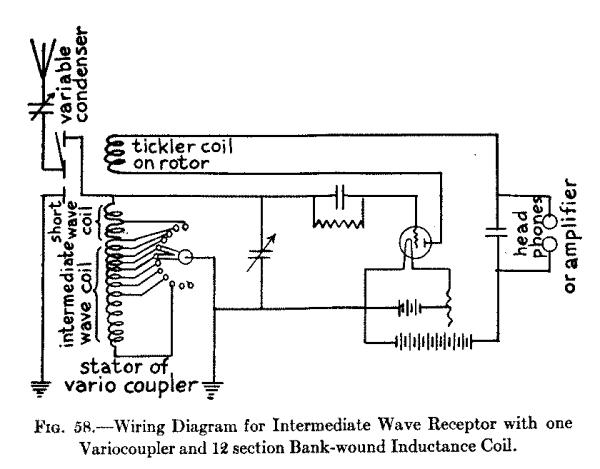 variable
condenser
tickler coil
on rotor
short
wave
coil
intermediate
wave coil
head
phones
or amplifier
stator of
vario coupler
FIG. 58.—Wiring Diagram for Intermediate Wave Receptor with one
Variocoupler and 12 section Bank-wound Inductance Coil.